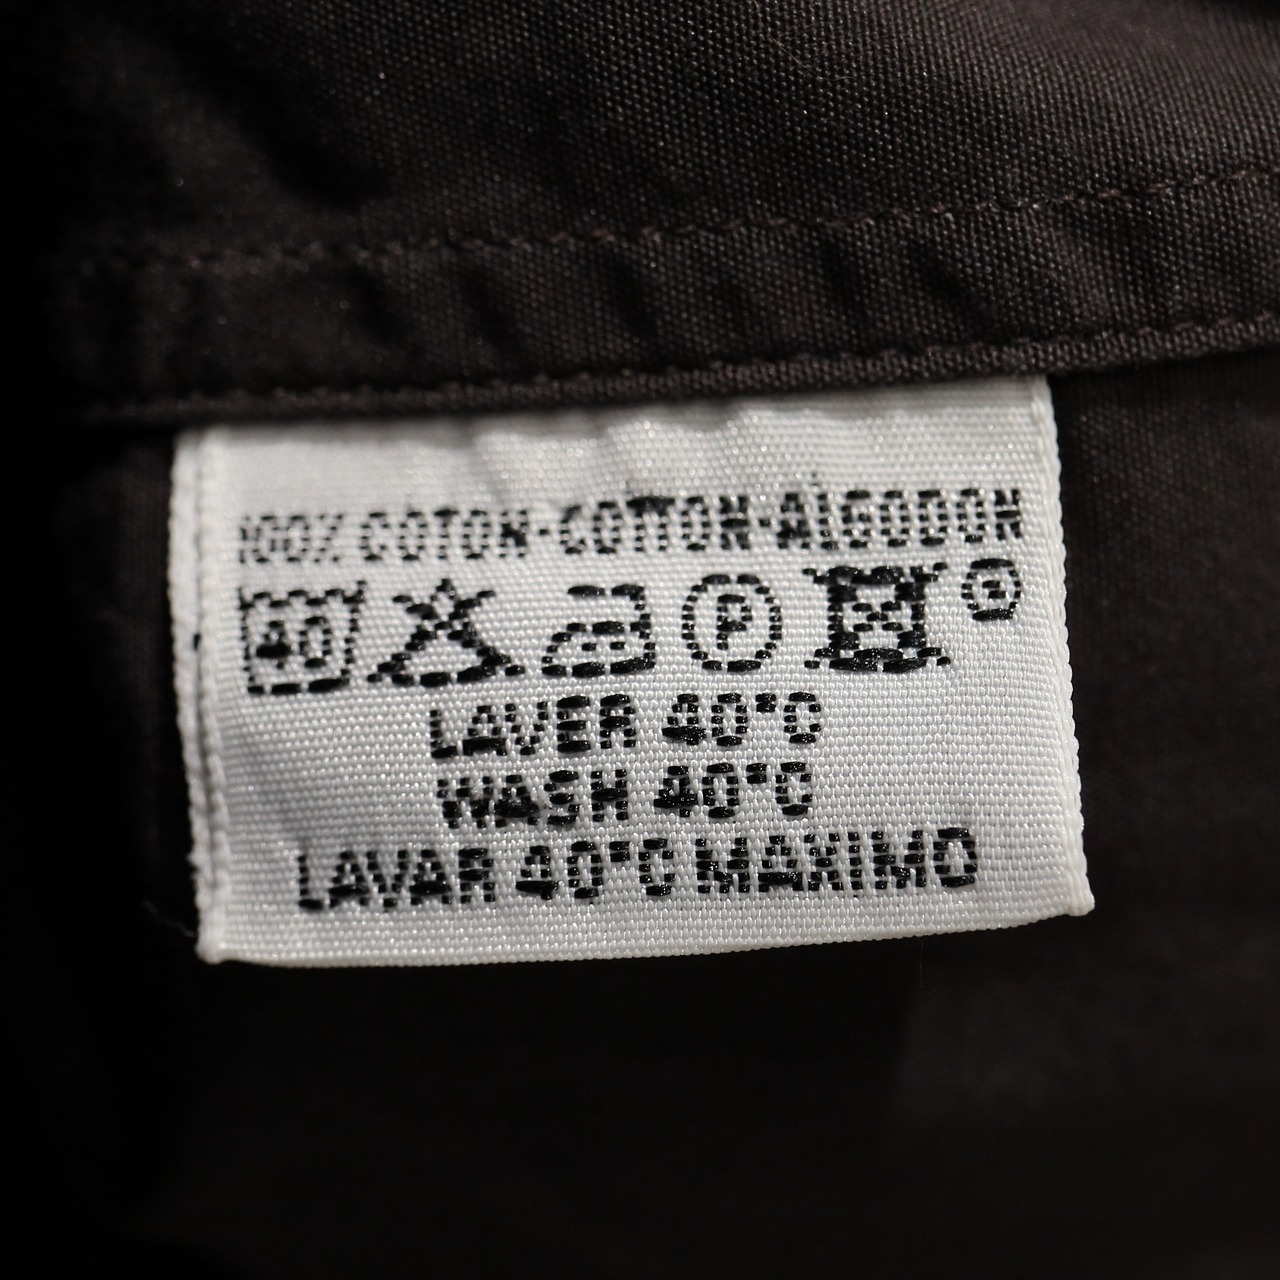 100% COTON-COTTON-ALGODON
40 P
LAVER 40°C
WASH 40°C
LAVAR 40°C MAXIMO